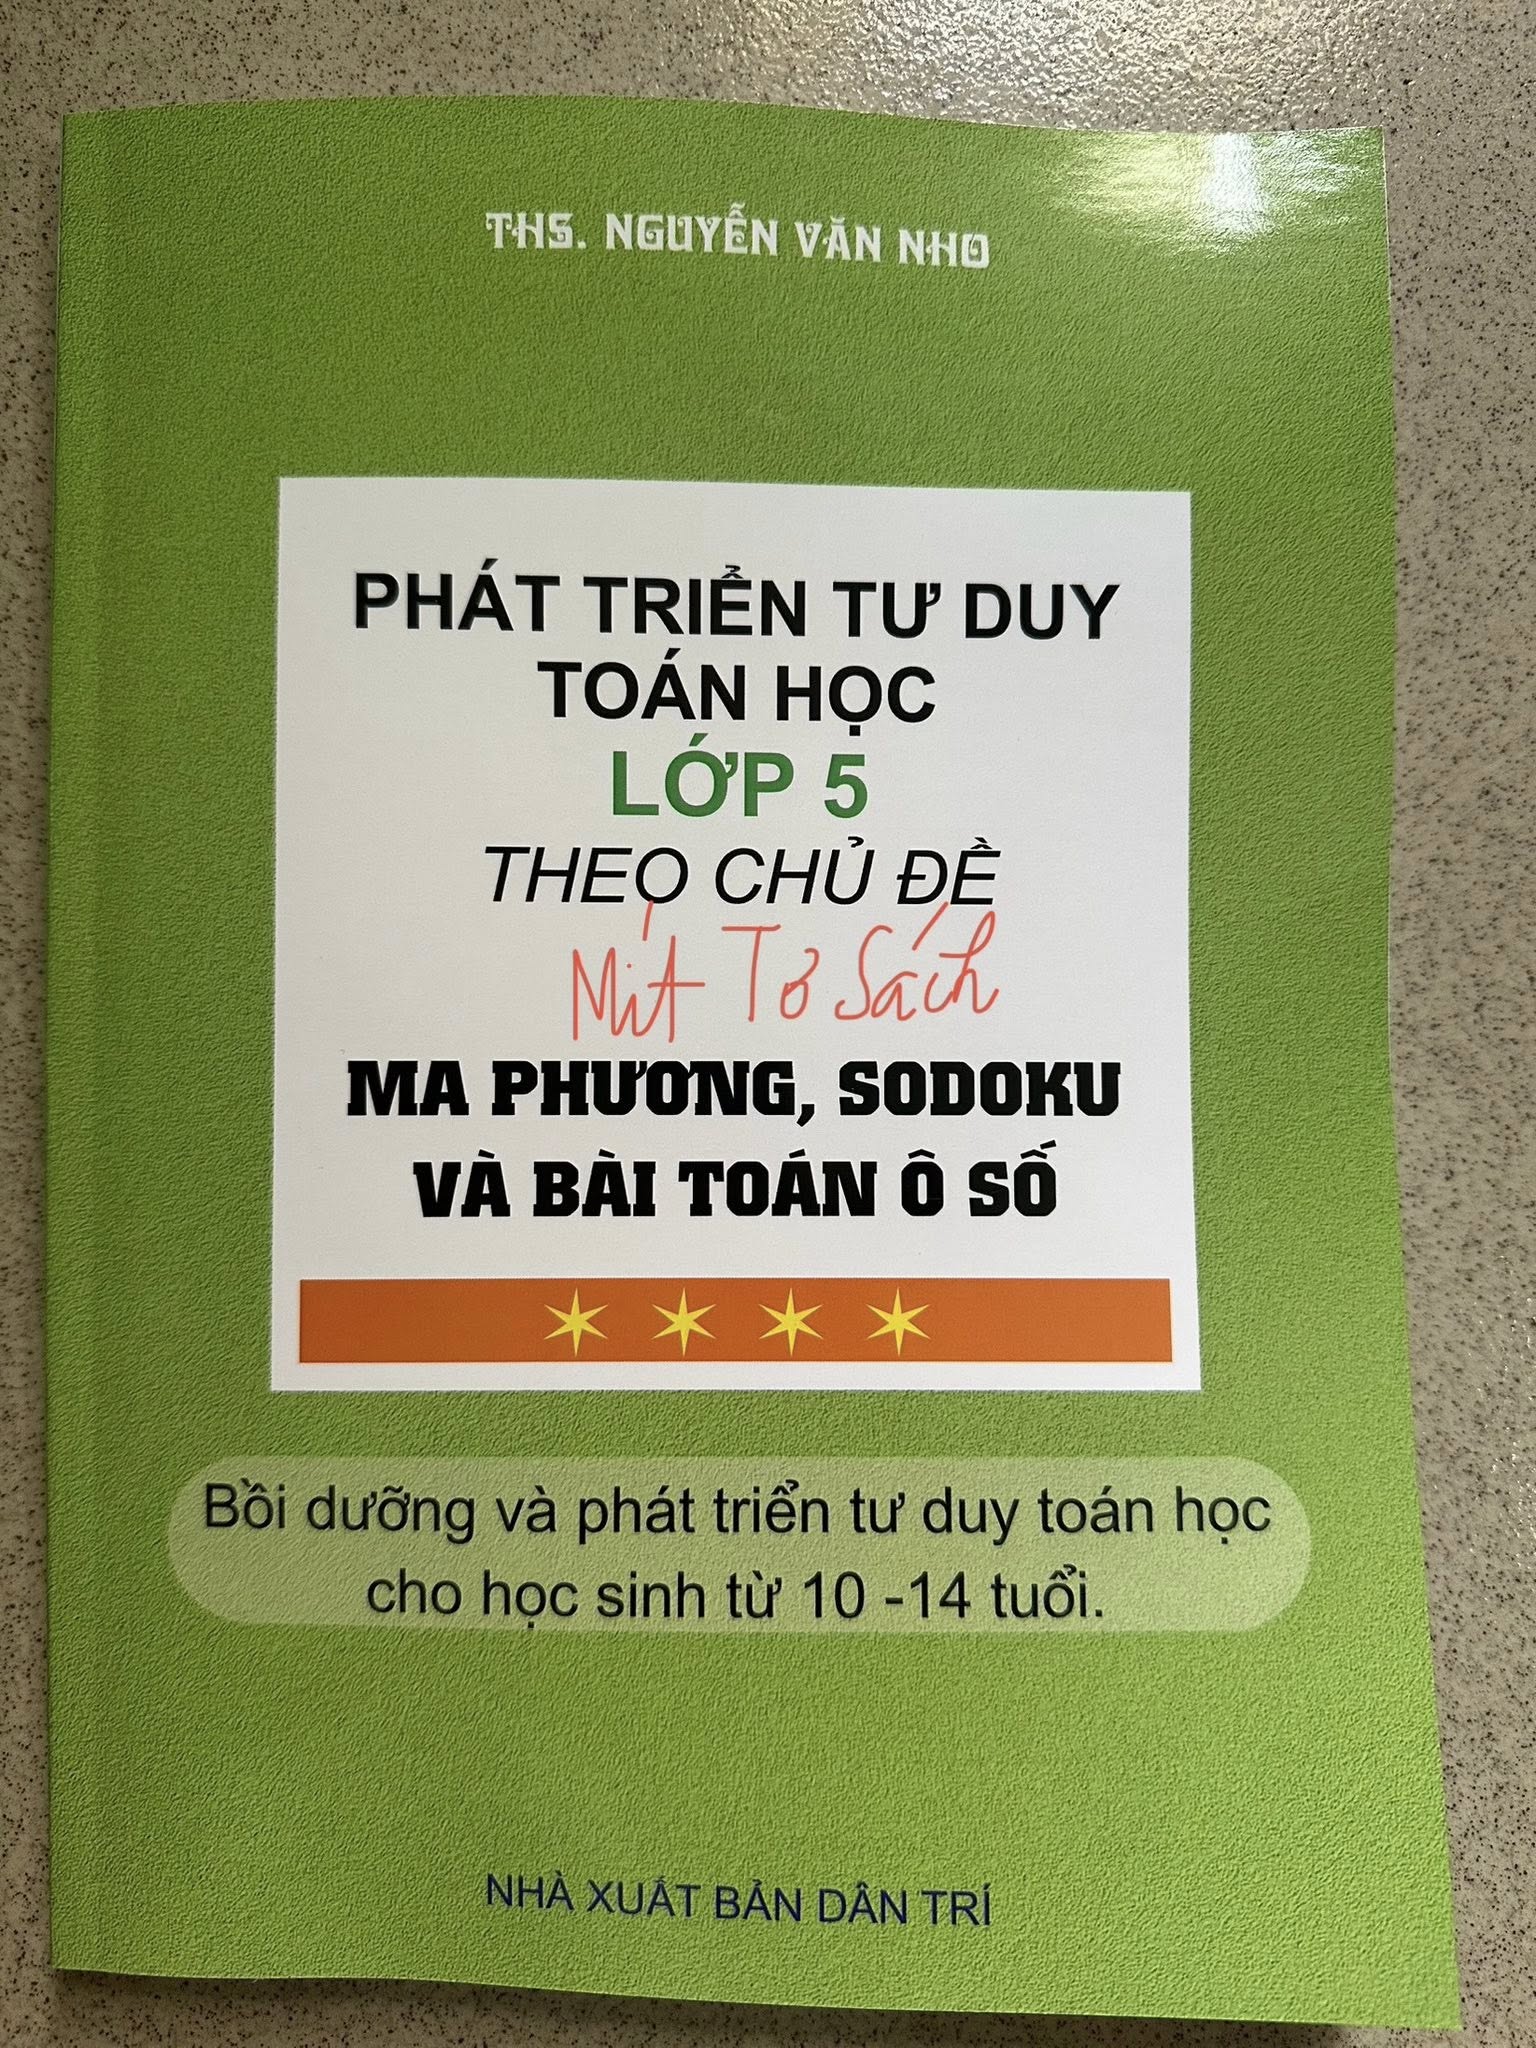 THS. NGUYỄN VĂN NHO
PHÁT TRIỂN TƯ DUY
TOÁN HỌC
LỚP 5
THEO CHỦ ĐỀ
Mít Tơ Sách
MA PHƯƠNG, SODOKU
VÀ BÀI TOÁN Ô SỐ
Bồi dưỡng và phát triển tư duy toán học
cho học sinh từ 10 -14 tuổi.
NHÀ XUẤT BẢN DÂN TRÍ